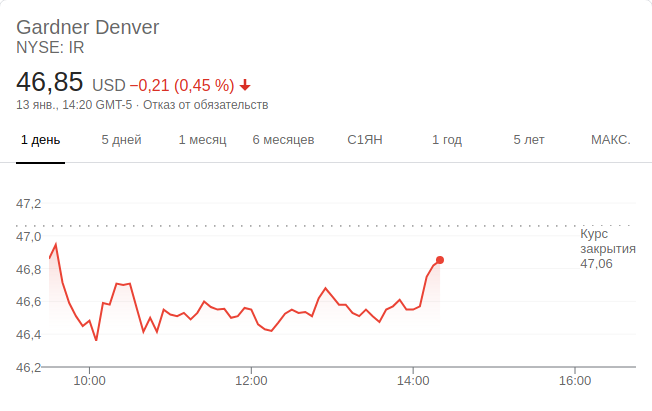 Gardner Denver
NYSE: IR
46,85 USD −0,21 (0,45 %)
13 янв., 14:20 GMT-5 · Отказ от обязательств
1 день 5 дней 1 месяц 6 месяцев С1ЯН 1 год 5 лет МАКС.
47,2
47,0
46,8
46,6
46,4
46,2
Курс
закрытия
47,06
10:00 12:00 14:00 16:00